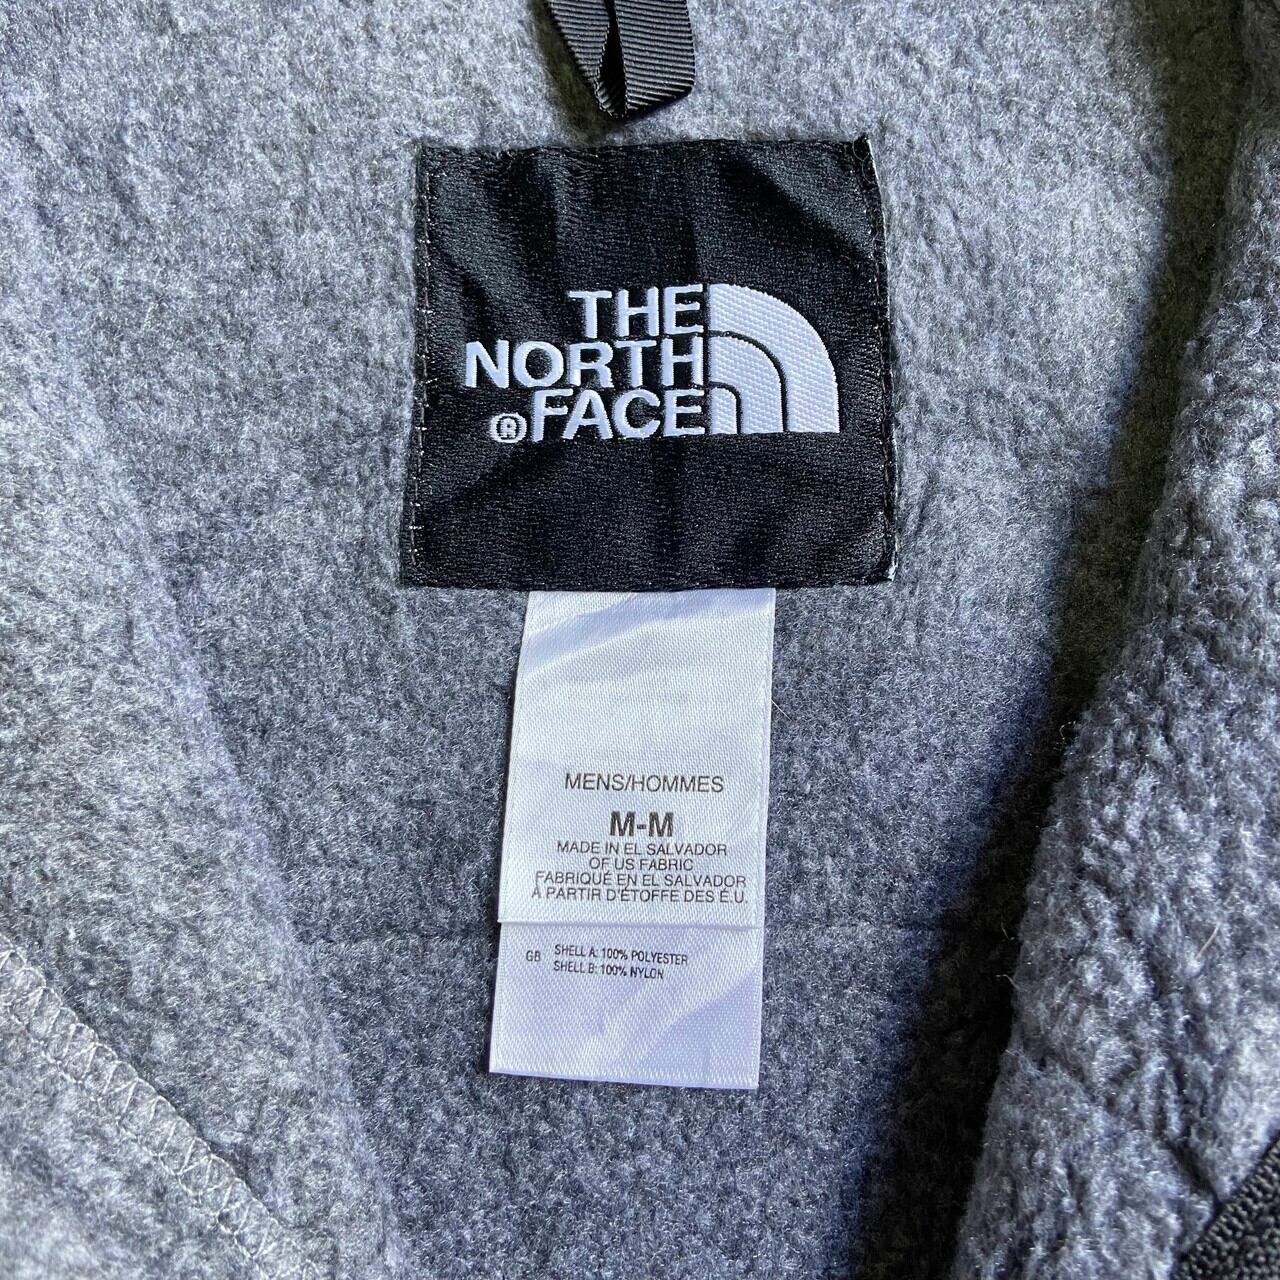 THE
NORTH
®FACE
MENS/HOMMES
M-M
MADE IN EL SALVADOR
OF US FABRIC
FABRIQUÉ EN EL SALVADOR
À PARTIR D'ÉTOFFE DES É.U.
GB SHELL A: 100% POLYESTER
SHELL B: 100% NYLON